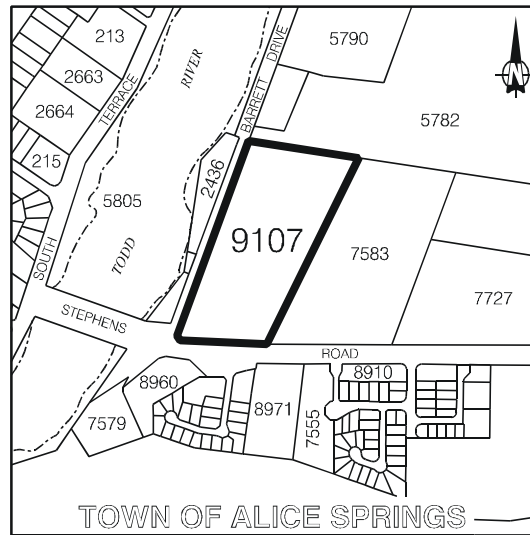 213
5790
2663
RIVER
BARRETT DRIVE
2664
TERRACE
5782
215
2436
5805
9107
7583
TODD
SOUTH
7727
STEPHENS
ROAD
8960
8910
7579
8971
7555
N
TOWN OF ALICE SPRINGS